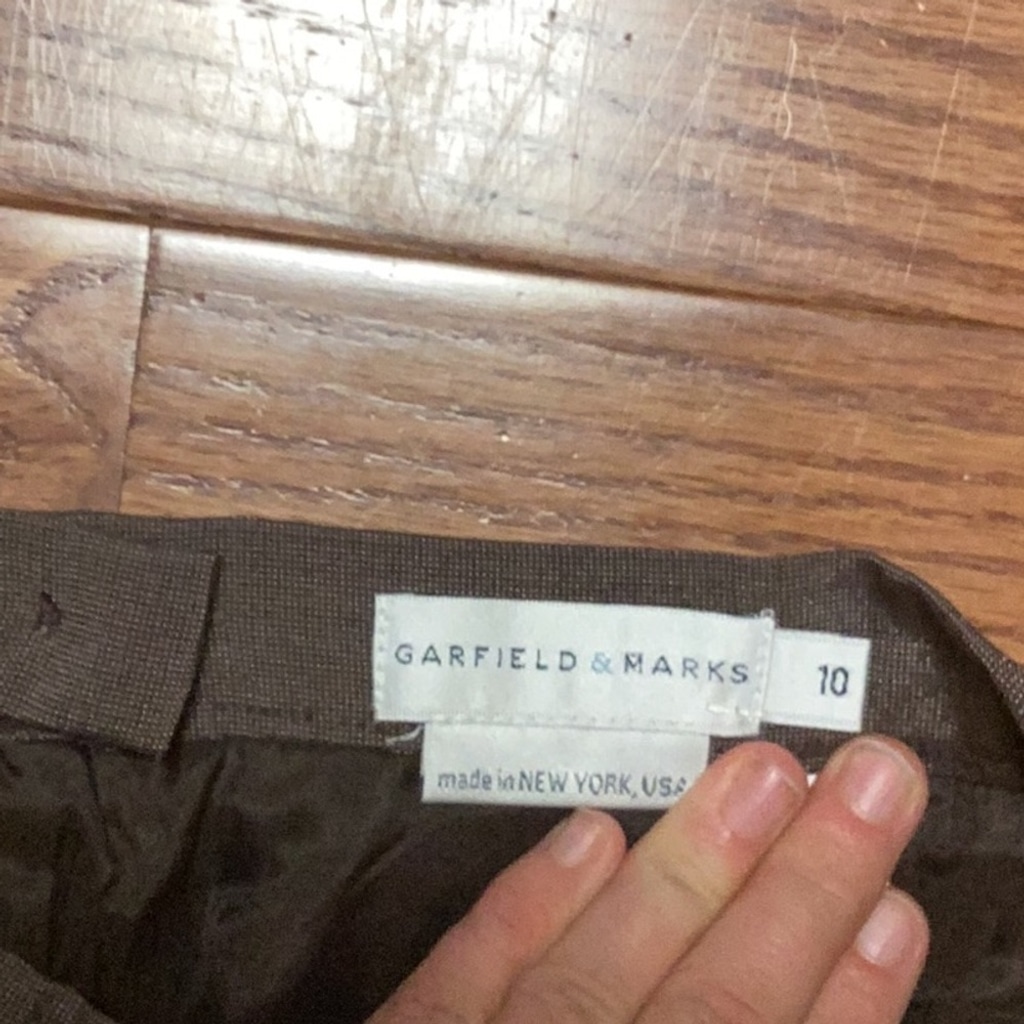 GARFIELD & MARKS
10
made in NEW YORK, USA